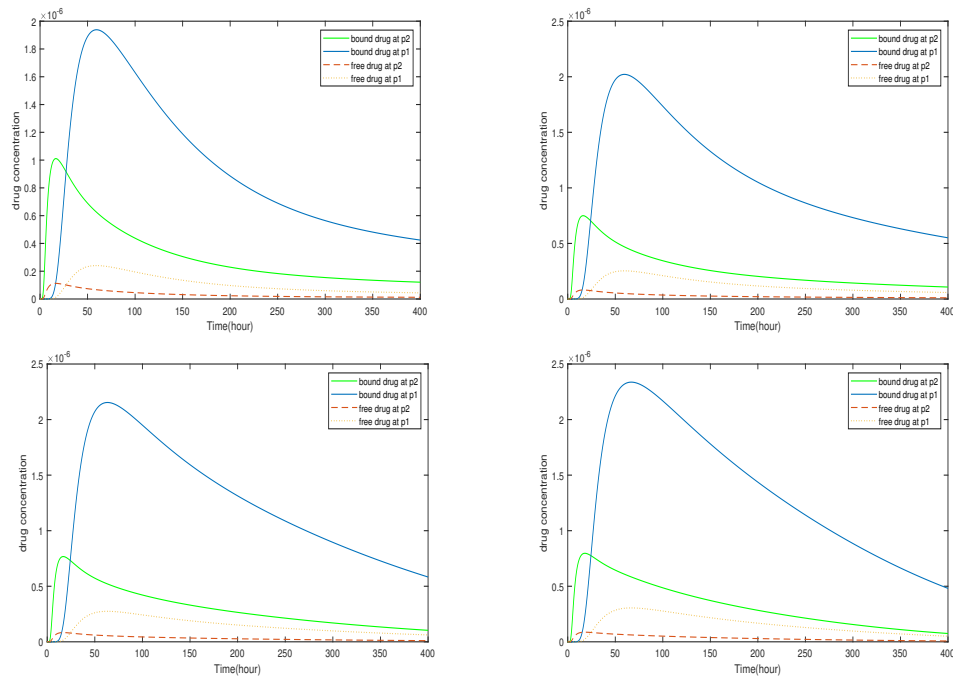 ×10⁻⁶
2
1.8
1.6
1.4
1.2
1
0.8
0.6
0.4
0.2
0
drug concentration
0 50 100 150 200 250 300 350 400
Time(hour)
bound drug at p2
bound drug at p1
free drug at p2
free drug at p1
×10⁻⁶
2.5
2
1.5
1
0.5
0
drug concentration
0 50 100 150 200 250 300 350 400
Time(hour)
bound drug at p2
bound drug at p1
free drug at p2
free drug at p1
×10⁻⁶
2.5
2
1.5
1
0.5
0
drug concentration
0 50 100 150 200 250 300 350 400
Time(hour)
bound drug at p2
bound drug at p1
free drug at p2
free drug at p1
×10⁻⁶
2.5
2
1.5
1
0.5
0
drug concentration
0 50 100 150 200 250 300 350 400
Time(hour)
bound drug at p2
bound drug at p1
free drug at p2
free drug at p1